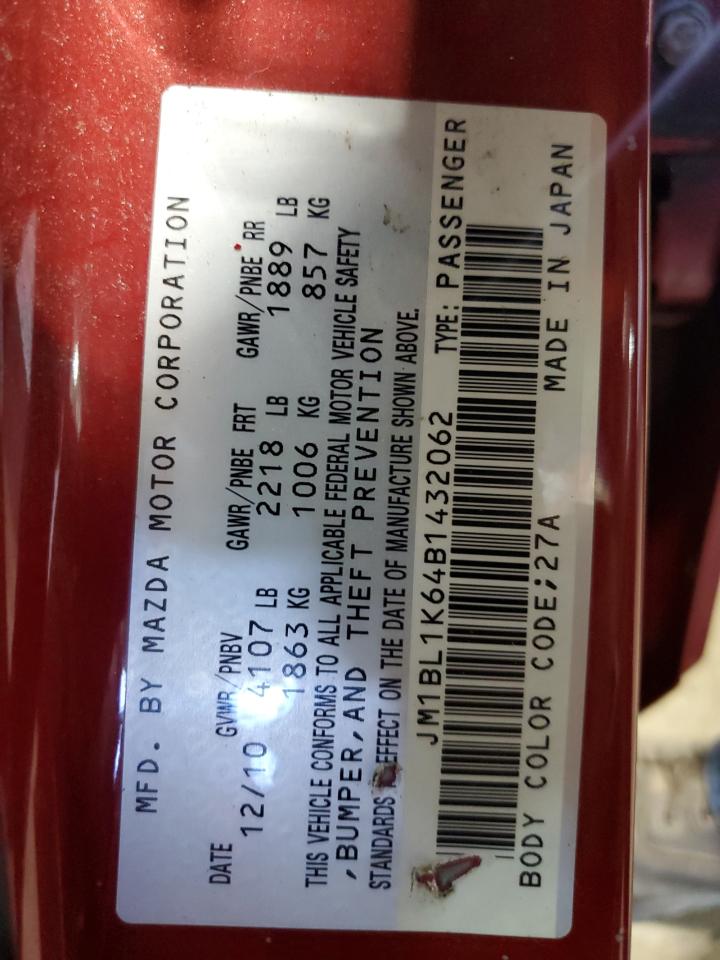 MFD. BY MAZDA MOTOR CORPORATION
DATE GVWR/PNBV GAWR/PNBE FRT GAWR/PNBE RR
12/10 4107 LB 2218 LB 1889 LB
1863 KG 1006 KG 857 KG
THIS VEHICLE CONFORMS TO ALL APPLICABLE FEDERAL MOTOR VEHICLE SAFETY
,BUMPER,AND THEFT PREVENTION
STANDARDS EFFECT ON THE DATE OF MANUFACTURE SHOWN ABOVE.
JM1BL1K64B1432062 TYPE: PASSENGER
BODY COLOR CODE;27A MADE IN JAPAN